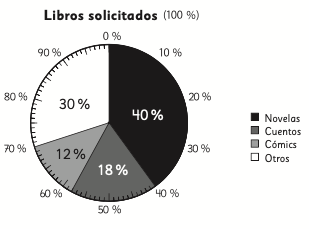 Libros solicitados (100 %)
0 %
90 %
10 %
80 %
20 %
30 %
40 %
70 %
12 %
30 %
18 %
60 %
40 %
50 %
Novelas
Cuentos
Cómics
Otros